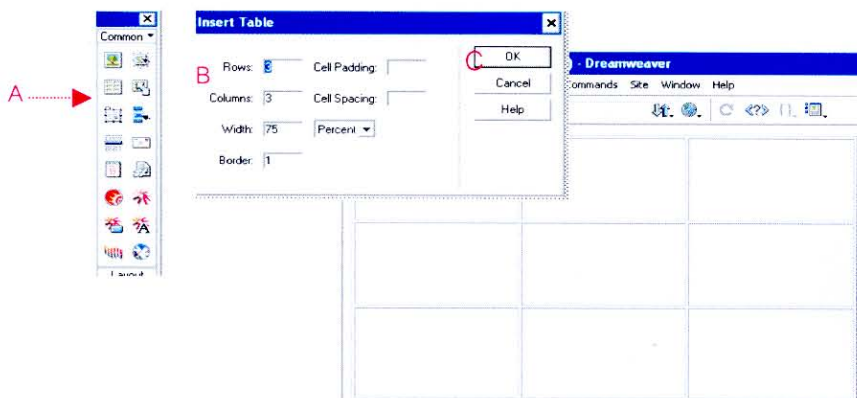 Common
A
Insert Table
B
Rows: 3
Cell Padding:
Columns: 3
Cell Spacing:
Width: 75
Percent
Border: 1
C
OK
Cancel
Help
) - Dreamweaver
ommands Site Window Help
Layout